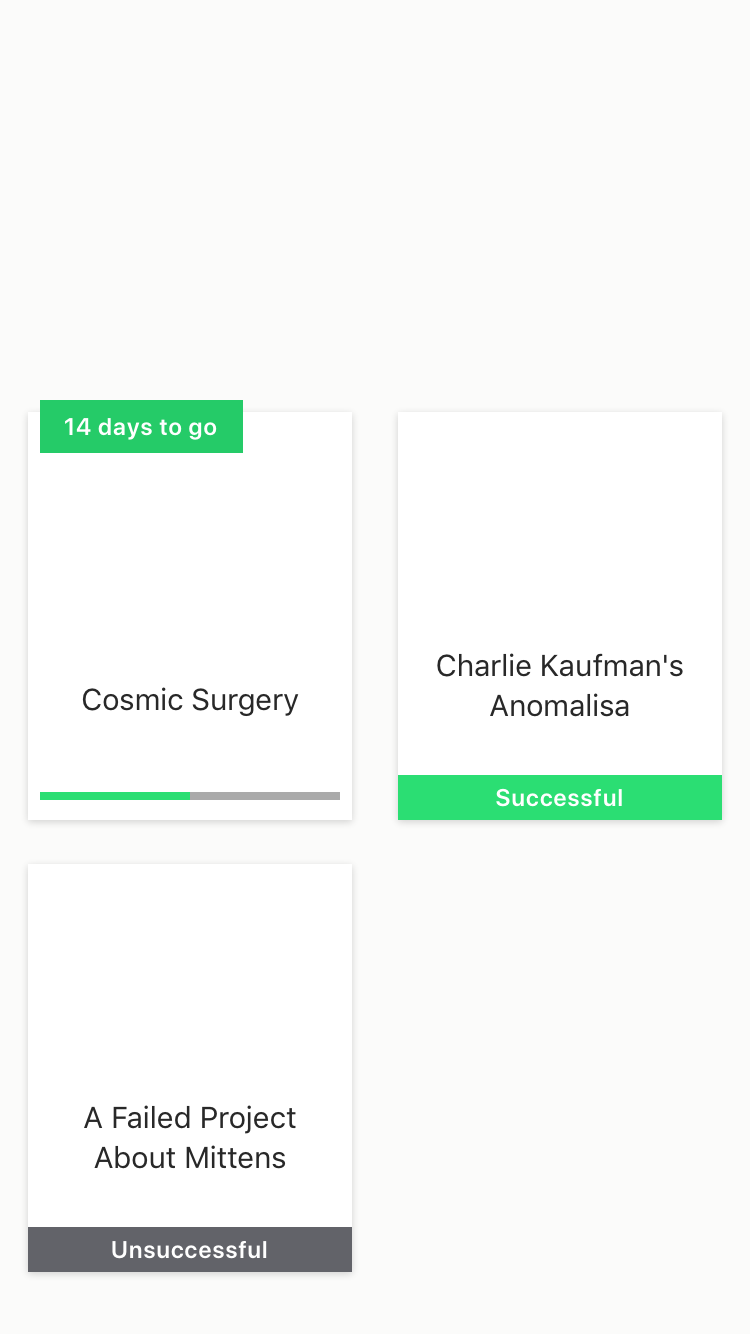 14 days to go
Cosmic Surgery
Charlie Kaufman's
Anomalisa
Successful
A Failed Project
About Mittens
Unsuccessful